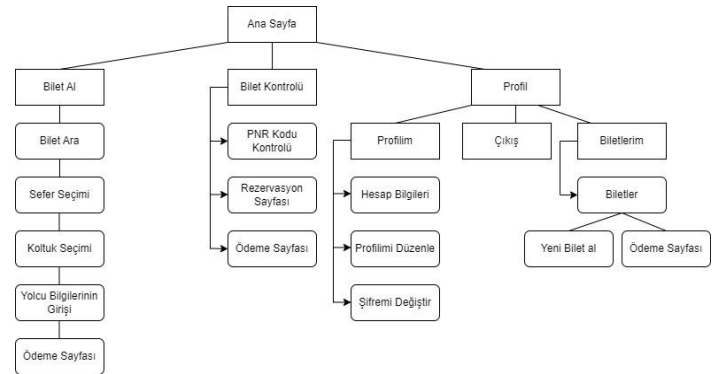 Ana Sayfa
Bilet Al
Bilet Kontrolü
Profil
Bilet Ara
PNR Kodu
Kontrolü
Profilim
Çıkış
Biletlerim
Sefer Seçimi
Rezervasyon
Sayfası
Hesap Bilgileri
Biletler
Koltuk Seçimi
Ödeme Sayfası
Profilimi Düzenle
Yeni Bilet al
Ödeme Sayfası
Yolcu Bilgilerinin
Girişi
Şifremi Değiştir
Ödeme Sayfası